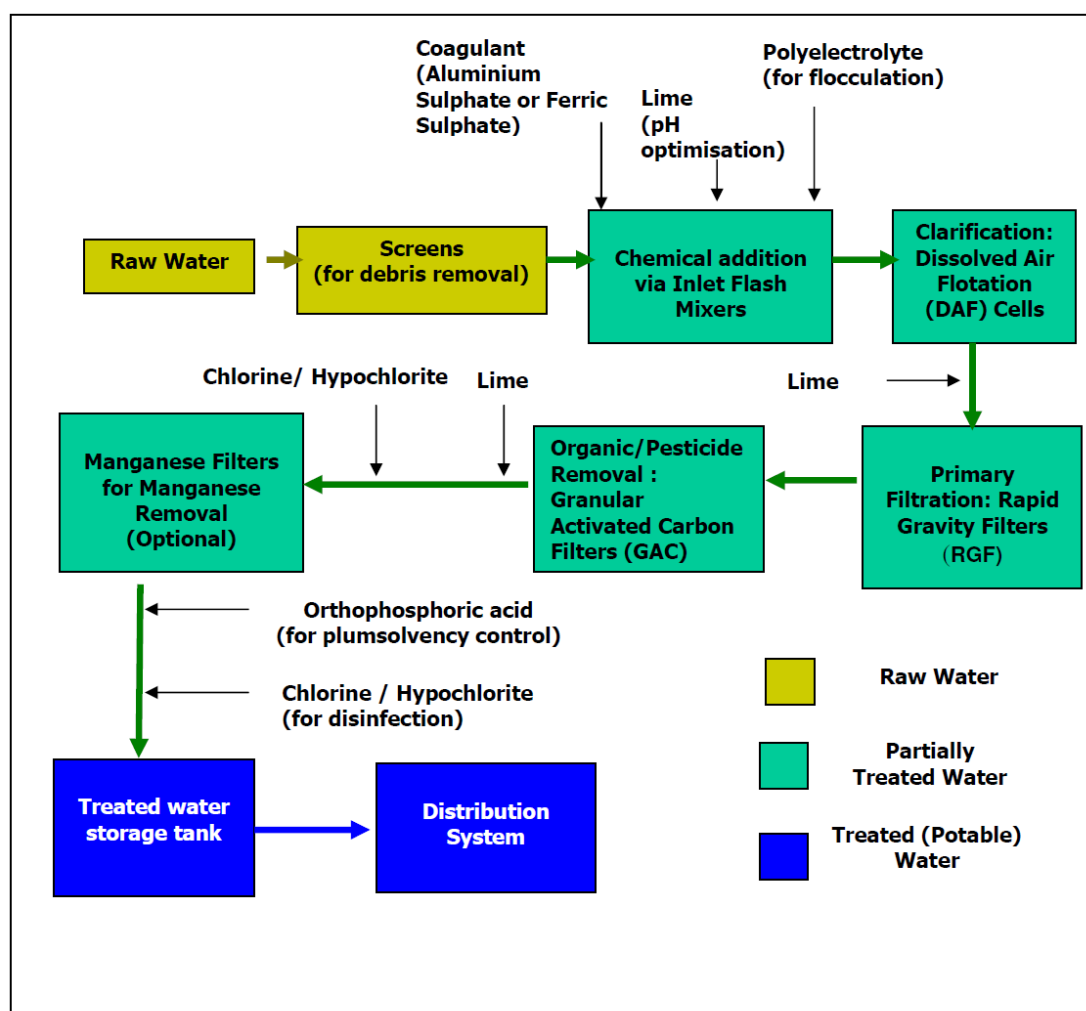 Coagulant
(Aluminium
Sulphate or Ferric
Sulphate)
Lime
(pH
optimisation)
Polyelectrolyte
(for flocculation)
Raw Water
Screens
(for debris removal)
Chemical addition
via Inlet Flash
Mixers
Clarification:
Dissolved Air
Flotation
(DAF) Cells
Lime
Primary
Filtration: Rapid
Gravity Filters
(RGF)
Organic/Pesticide
Removal :
Granular
Activated Carbon
Filters (GAC)
Lime
Chlorine/ Hypochlorite
Manganese Filters
for Manganese
Removal
(Optional)
Orthophosphoric acid
(for plumsolvency control)
Chlorine / Hypochlorite
(for disinfection)
Treated water
storage tank
Distribution
System
Raw Water
Partially
Treated Water
Treated (Potable)
Water